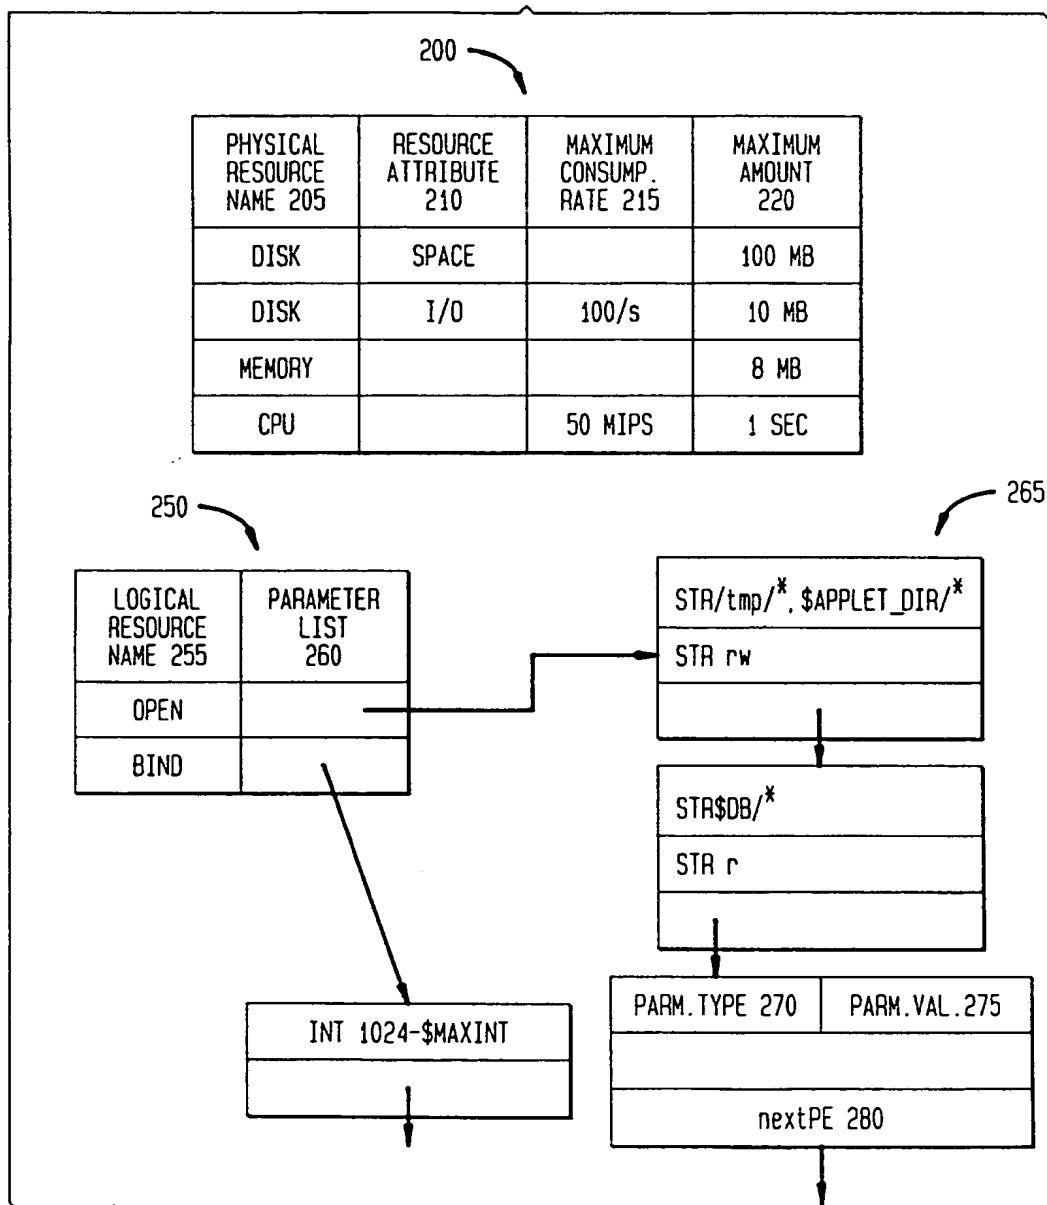 200
PHYSICAL RESOURCE NAME 205 RESOURCE ATTRIBUTE 210 MAXIMUM CONSUMP. RATE 215 MAXIMUM AMOUNT 220
DISK SPACE 100 MB
DISK I/O 100/s 10 MB
MEMORY 8 MB
CPU 50 MIPS 1 SEC
250
LOGICAL RESOURCE NAME 255 PARAMETER LIST 260
OPEN
BIND
INT 1024-$MAXINT
265
STR/tmp/*, $APPLET_DIR/*
STR rw
STR$DB/*
STR r
PARM.TYPE 270 PARM.VAL.275
nextPE 280